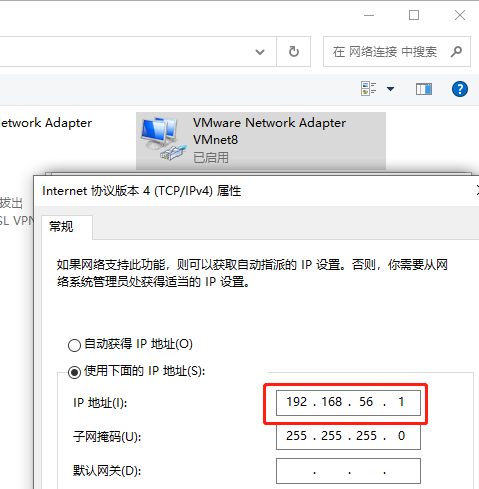 在 网络连接 中搜索
etwork Adapter
VMware Network Adapter
VMnet8
已启用
拔出
SL VPN
Internet 协议版本 4 (TCP/IPv4) 属性
常规
如果网络支持此功能，则可以获取自动指派的 IP 设置。否则，你需要从网
络系统管理员处获得适当的 IP 设置。
自动获得 IP 地址(O)
使用下面的 IP 地址(S):
IP 地址(I):
192 . 168 . 56 . 1
子网掩码(U):
255 . 255 . 255 . 0
默认网关(D):
. . .